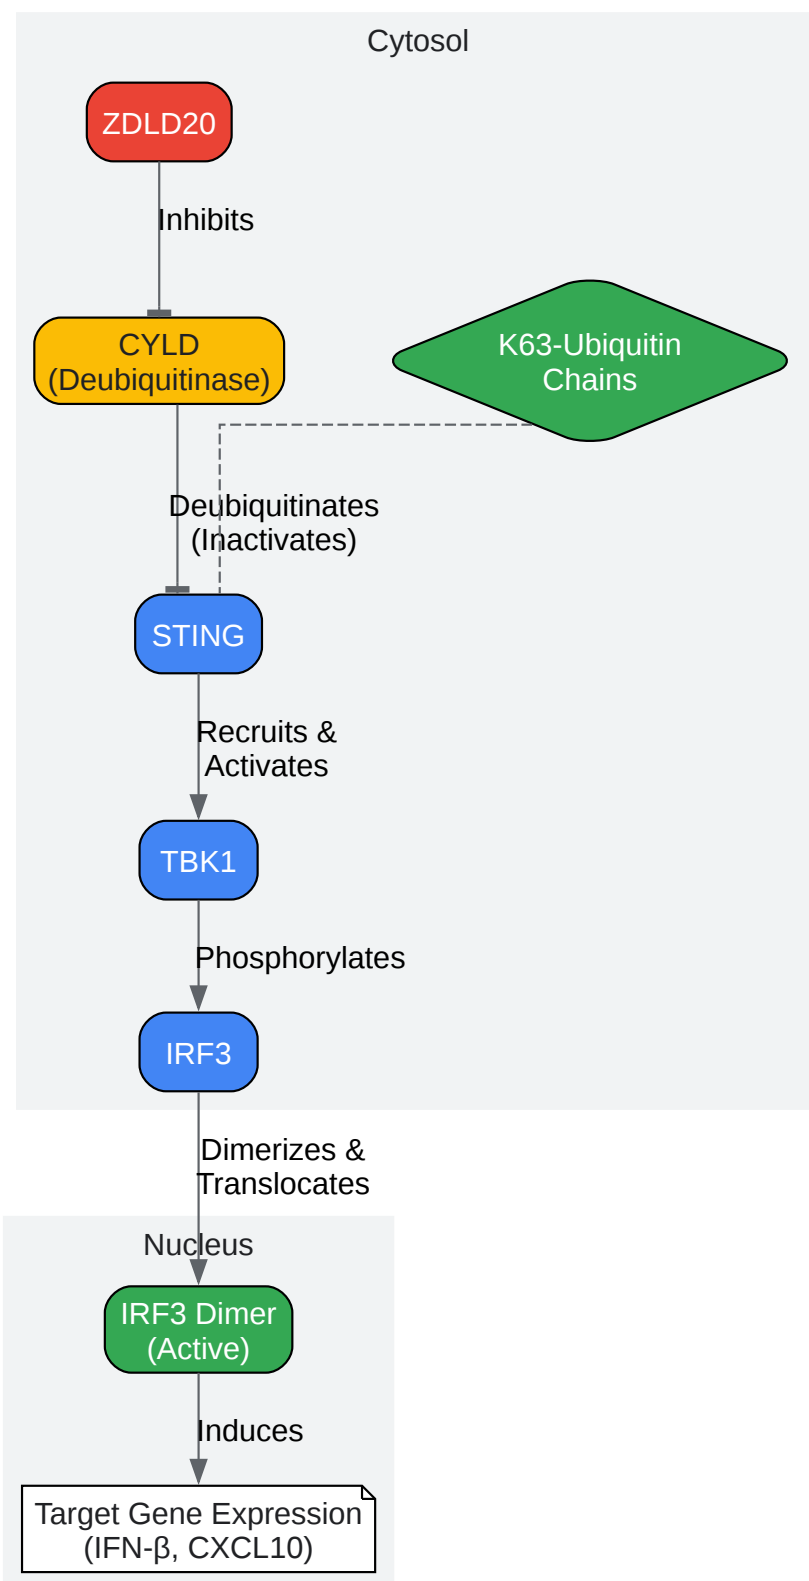 Cytosol
ZDLD20
Inhibits
CYLD
(Deubiquitinase)
K63-Ubiquitin
Chains
Deubiquitinates
(Inactivates)
STING
Recruits &
Activates
TBK1
Phosphorylates
IRF3
Dimerizes &
Translocates
Nucleus
IRF3 Dimer
(Active)
Induces
Target Gene Expression
(IFN-β, CXCL10)